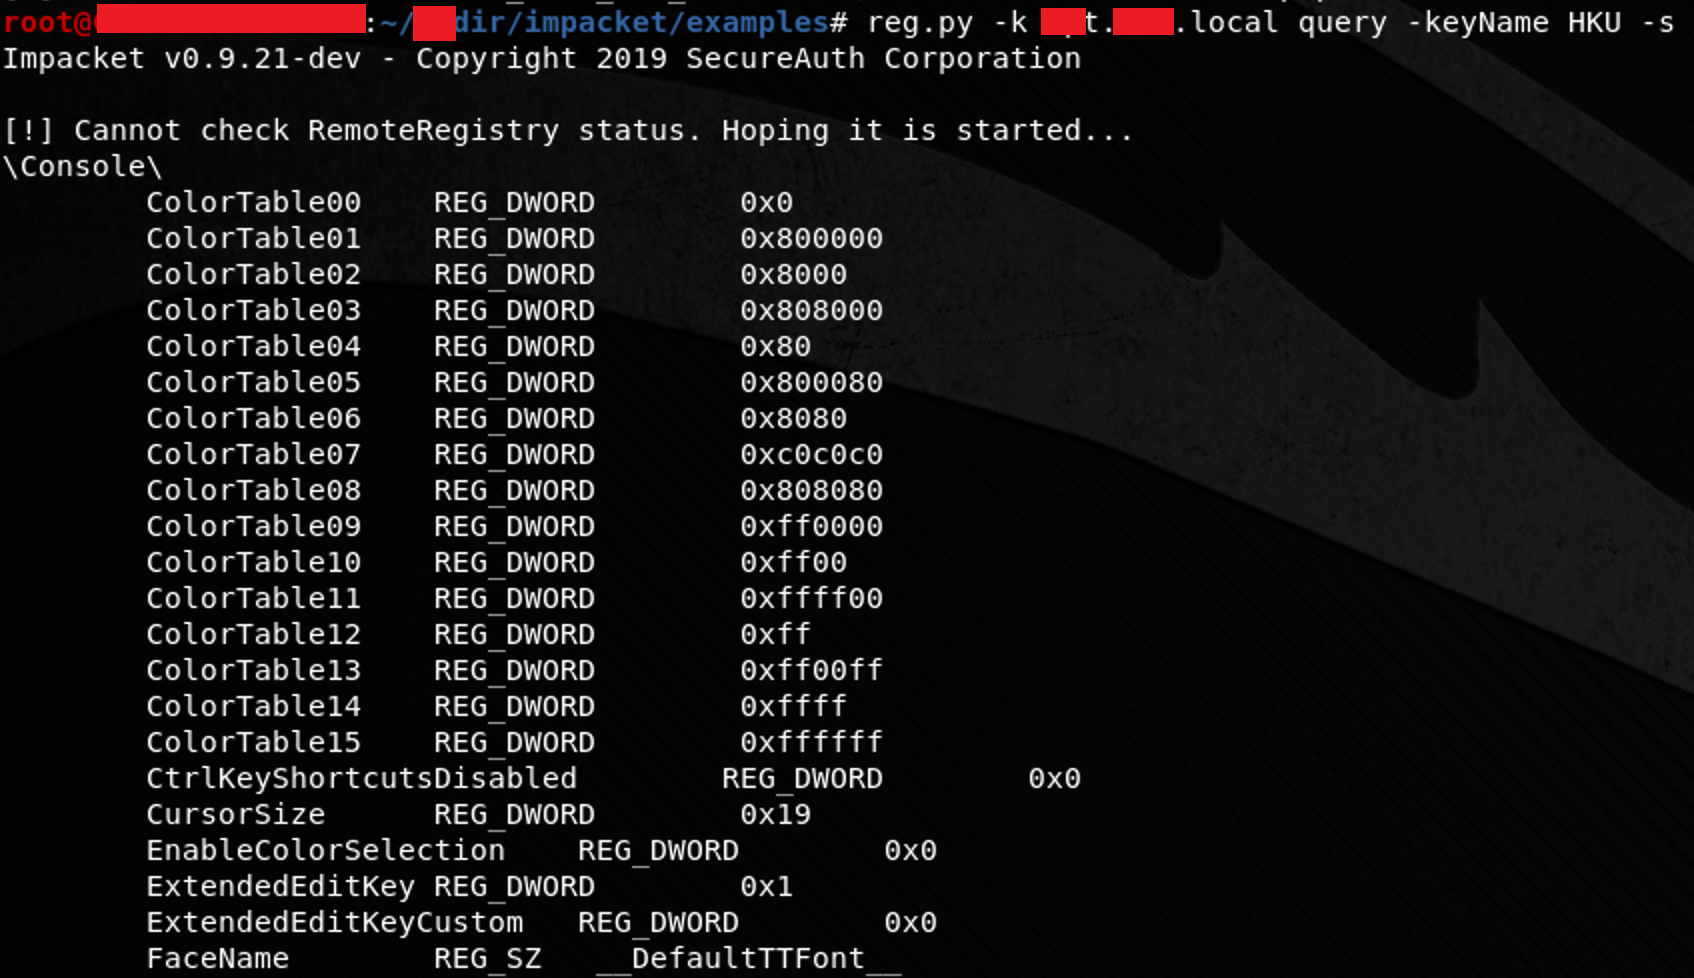 root@:~/dir/impacket/examples# reg.py -k t..local query -keyName HKU -s
Impacket v0.9.21-dev - Copyright 2019 SecureAuth Corporation
[!] Cannot check RemoteRegistry status. Hoping it is started...
\Console\
ColorTable00 REG_DWORD 0x0
ColorTable01 REG_DWORD 0x800000
ColorTable02 REG_DWORD 0x8000
ColorTable03 REG_DWORD 0x808000
ColorTable04 REG_DWORD 0x80
ColorTable05 REG_DWORD 0x800080
ColorTable06 REG_DWORD 0x8080
ColorTable07 REG_DWORD 0xc0c0c0
ColorTable08 REG_DWORD 0x808080
ColorTable09 REG_DWORD 0xff0000
ColorTable10 REG_DWORD 0xff00
ColorTable11 REG_DWORD 0xffff00
ColorTable12 REG_DWORD 0xff
ColorTable13 REG_DWORD 0xff00ff
ColorTable14 REG_DWORD 0xffff
ColorTable15 REG_DWORD 0xffffff
CtrlKeyShortcutsDisabled REG_DWORD 0x0
CursorSize REG_DWORD 0x19
EnableColorSelection REG_DWORD 0x0
ExtendedEditKey REG_DWORD 0x1
ExtendedEditKeyCustom REG_DWORD 0x0
FaceName REG_SZ __DefaultTTFont__